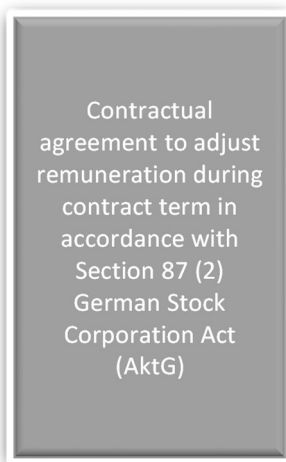 Contractual
agreement to adjust
remuneration during
contract term in
accordance with
Section 87 (2)
German Stock
Corporation Act
(AktG)